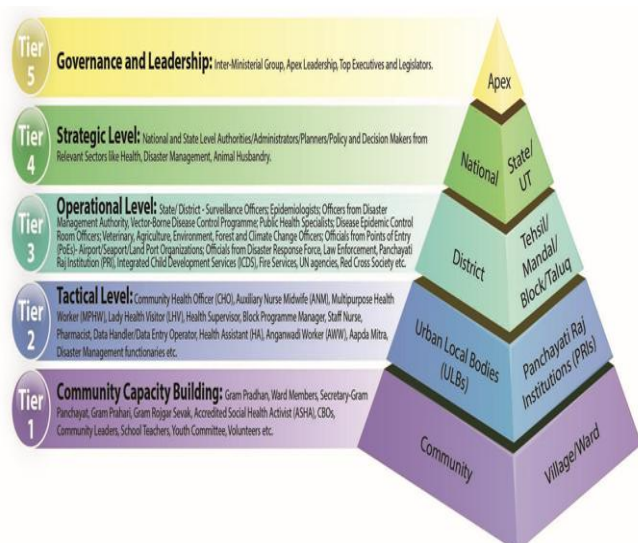 Tier
5
Governance and Leadership: Inter-Ministerial Group, Apex Leadership, Top Executives and Legislators.
Tier
4
Strategic Level: National and State Level Authorities/Administrators/Planners/Policy and Decision Makers from
Relevant Sectors like Health, Disaster Management, Animal Husbandry.
Tier
3
Operational Level: State/ District - Surveillance Officers; Epidemiologists; Officers from Disaster
Management Authority, Vector-Borne Disease Control Programme; Public Health Specialists; Disease Epidemic Control
Room Officers; Veterinary, Agriculture, Environment, Forest and Climate Change Officers; Officials from Points of Entry
(PoEs)- Airport/Seaport/Land Port Organizations; Officials from Disaster Response Force, Law Enforcement, Panchayati
Raj Institution (PRI), Integrated Child Development Services (ICDS), Fire Services, UN agencies, Red Cross Society etc.
Tier
2
Tactical Level: Community Health Officer (CHO), Auxiliary Nurse Midwife (ANM), Multipurpose Health
Worker (MPHW), Lady Health Visitor (LHV), Health Supervisor, Block Programme Manager, Staff Nurse,
Pharmacist, Data Handler/Data Entry Operator, Health Assistant (HA), Anganwadi Worker (AWW), Aapda Mitra,
Disaster Management functionaries etc.
Tier
1
Community Capacity Building: Gram Pradhan, Ward Members, Secretary-Gram
Panchayat, Gram Prahari, Gram Rojgar Sevak, Accredited Social Health Activist (ASHA), CBOs,
Community Leaders, School Teachers, Youth Committee, Volunteers etc.
Apex
National
State/
UT
District
Tehsil/
Mandal/
Block/Taluq
Urban Local Bodies
(ULBs)
Panchayati Raj
Institutions (PRIs)
Community
Village/Ward